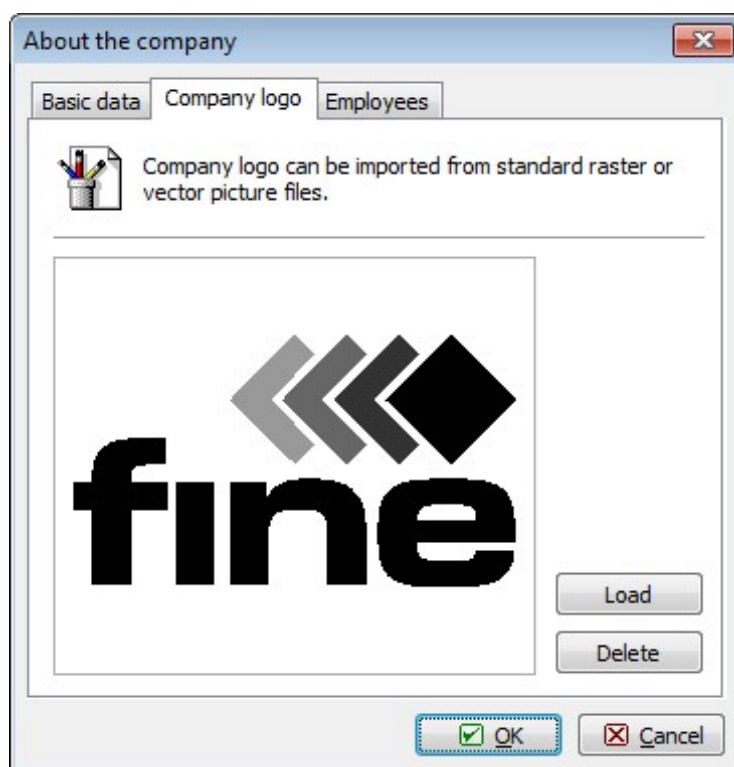 About the company
Basic data Company logo Employees
Company logo can be imported from standard raster or
vector picture files.
fine
Load
Delete
OK Cancel